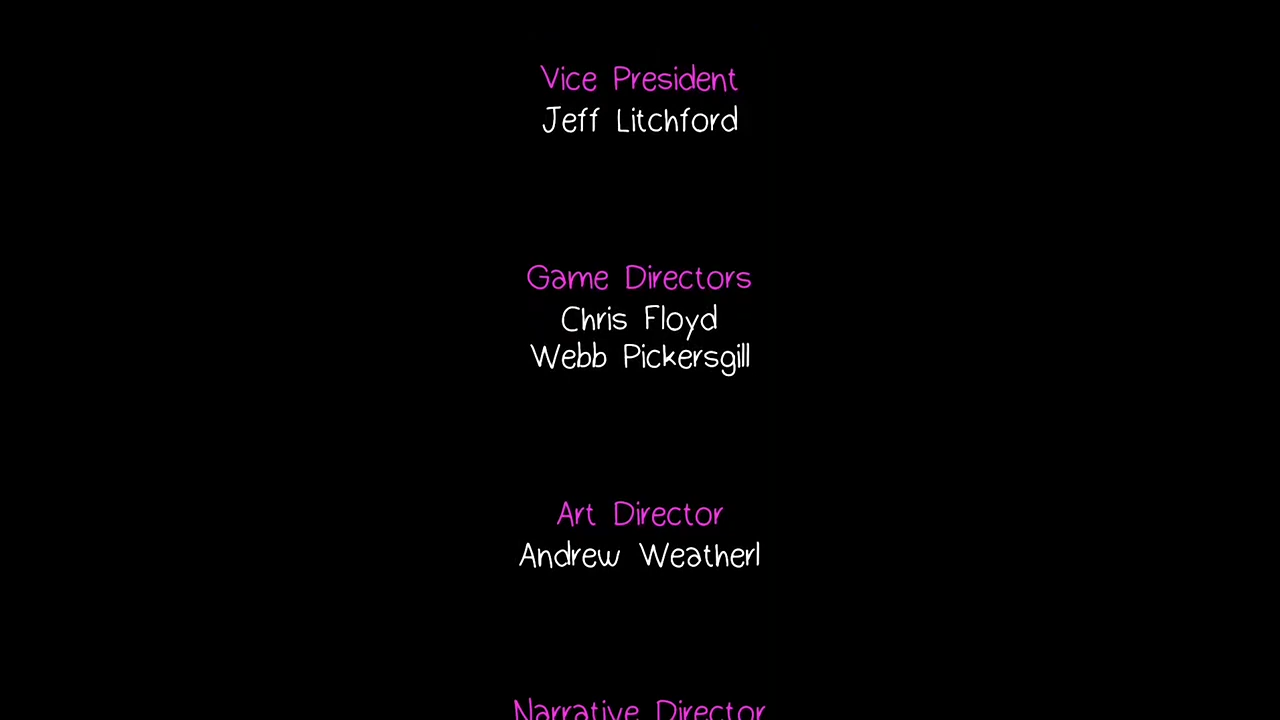 Vice President
Jeff Litchford
Game Directors
Chris Floyd
Webb Pickersgill
Art Director
Andrew Weatherl
Narrative Director